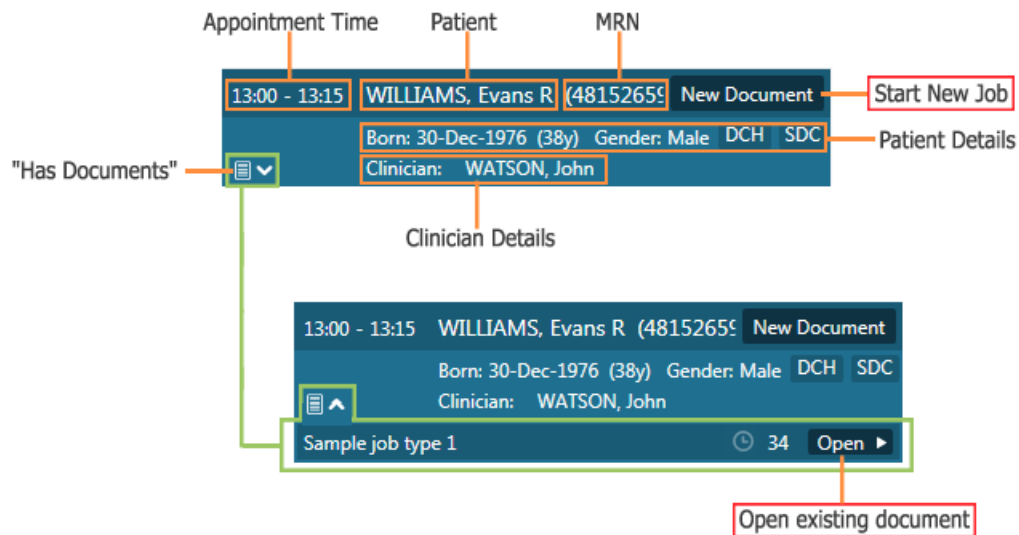 Appointment Time Patient MRN
13:00 - 13:15 WILLIAMS, Evans R (48152659 New Document Start New Job
Born: 30-Dec-1976 (38y) Gender: Male DCH SDC Patient Details
"Has Documents" Clinician: WATSON, John
Clinician Details
13:00 - 13:15 WILLIAMS, Evans R (48152659 New Document
Born: 30-Dec-1976 (38y) Gender: Male DCH SDC
Clinician: WATSON, John
Sample job type 1 34 Open
Open existing document